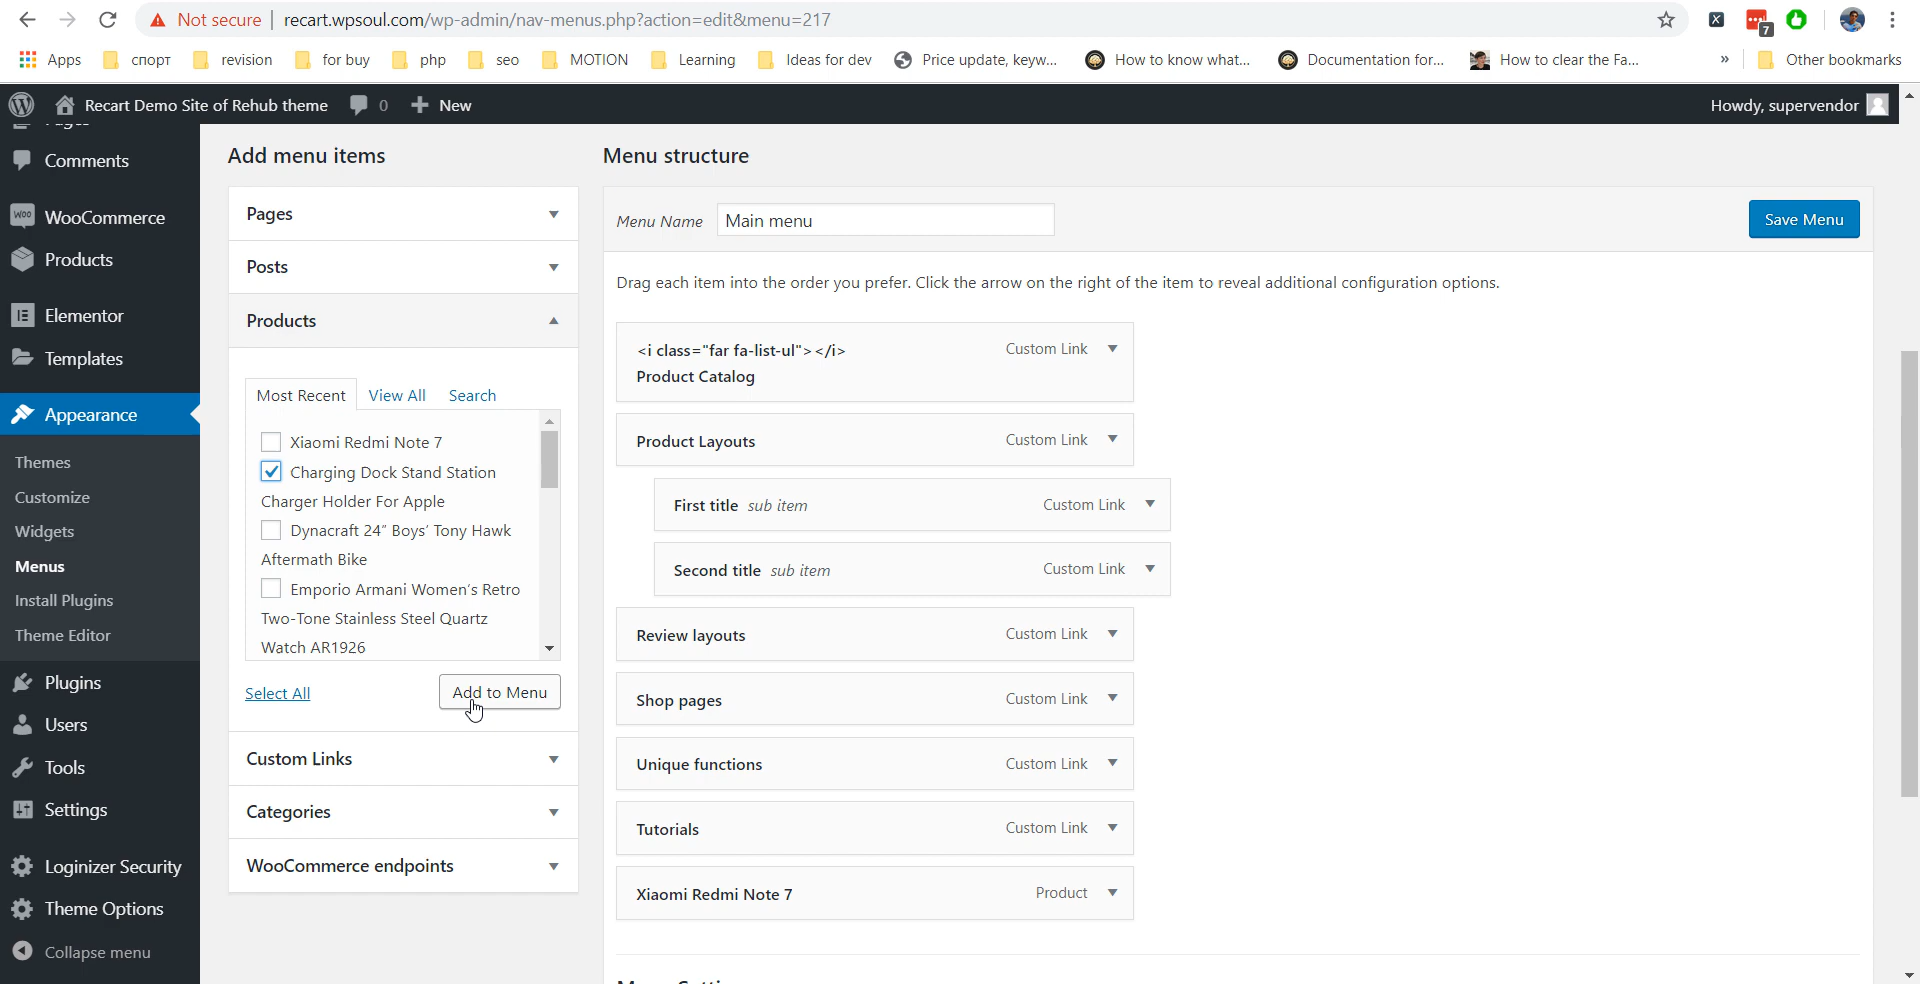 Not secure recart.wpsoul.com/wp-admin/nav-menus.php?action=edit&menu=217
7
Apps спорт revision for buy php seo MOTION Learning Ideas for dev Price update, keyw... How to know what... Documentation for... How to clear the Fa... » Other bookmarks
Recart Demo Site of Rehub theme 0 New Howdy, supervendor
Pages
Comments
WooCommerce
Products
Elementor
Templates
Appearance
Themes
Customize
Widgets
Menus
Install Plugins
Theme Editor
Plugins
Users
Tools
Settings
Loginizer Security
Theme Options
Collapse menu
Add menu items
Pages
Posts
Products
Most Recent View All Search
Xiaomi Redmi Note 7
Charging Dock Stand Station
Charger Holder For Apple
Dynacraft 24″ Boys’ Tony Hawk
Aftermath Bike
Emporio Armani Women’s Retro
Two-Tone Stainless Steel Quartz
Watch AR1926
Select All Add to Menu
Custom Links
Categories
WooCommerce endpoints
Menu structure
Menu Name Main menu Save Menu
Drag each item into the order you prefer. Click the arrow on the right of the item to reveal additional configuration options.
<i class="far fa-list-ul"></i> Custom Link
Product Catalog
Product Layouts Custom Link
First title sub item Custom Link
Second title sub item Custom Link
Review layouts Custom Link
Shop pages Custom Link
Unique functions Custom Link
Tutorials Custom Link
Xiaomi Redmi Note 7 Product